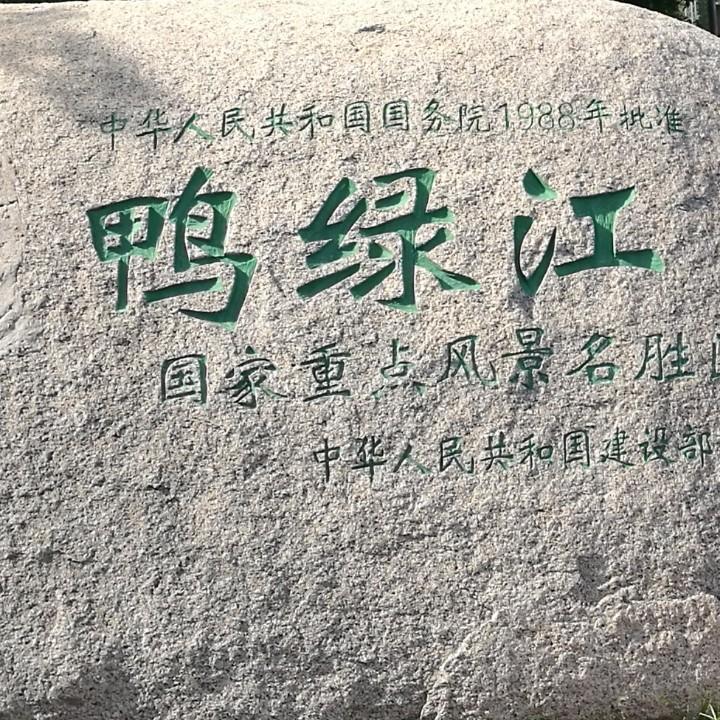 中华人民共和国国务院1988年批准
鸭绿江
国家重点风景名胜
中华人民共和国建设部